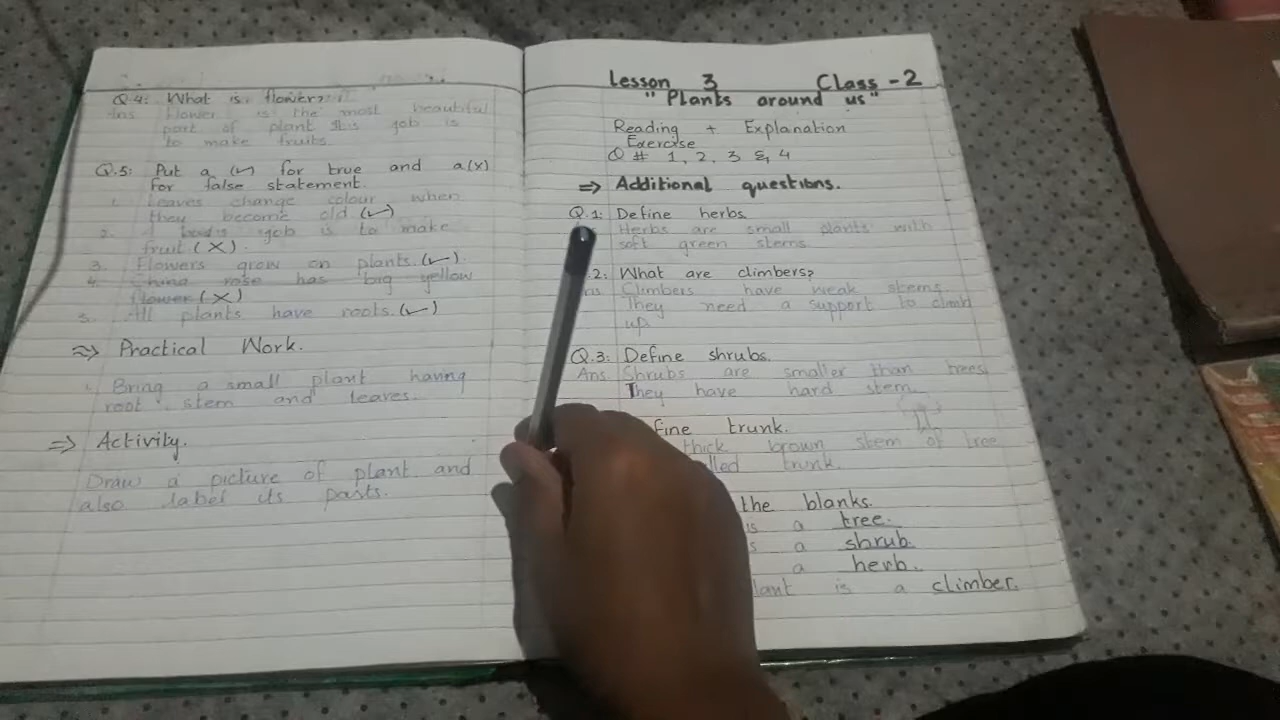 Q.4: What is flower?
Ans Flower is the most beautiful
part of plant Its job is
to make fruits.
Q.5: Put a (✓) for true and a(x)
For false statement.
1. Leaves change colour when
they become old (✓)
2. job is to make
fruit (X)
3. Flowers grow on plants. (✓).
4. China rose has big yellow
flower (X)
5. All plants have roots. (✓)
=> Practical Work.
1. Bring a small plant having
root, stem and leaves.
=> Activity.
Draw a picture of plant and
also label its parts.
Lesson 3 Class - 2
"Plants around us"
Reading + Explanation
Exercise
Q # 1, 2, 3 & 4
=> Additional questions.
Q.1: Define herbs.
Herbs are small plants with
soft green stems.
.2: What are climbers?
Climbers have weak stems.
They need a support to climb
up.
Q.3: Define shrubs.
Ans Shrubs are smaller than trees.
They have hard stem.
fine trunk.
thick brown stem of tree
lled trunk.
the blanks.
is a tree.
s a shrub.
a herb.
lant is a climber.